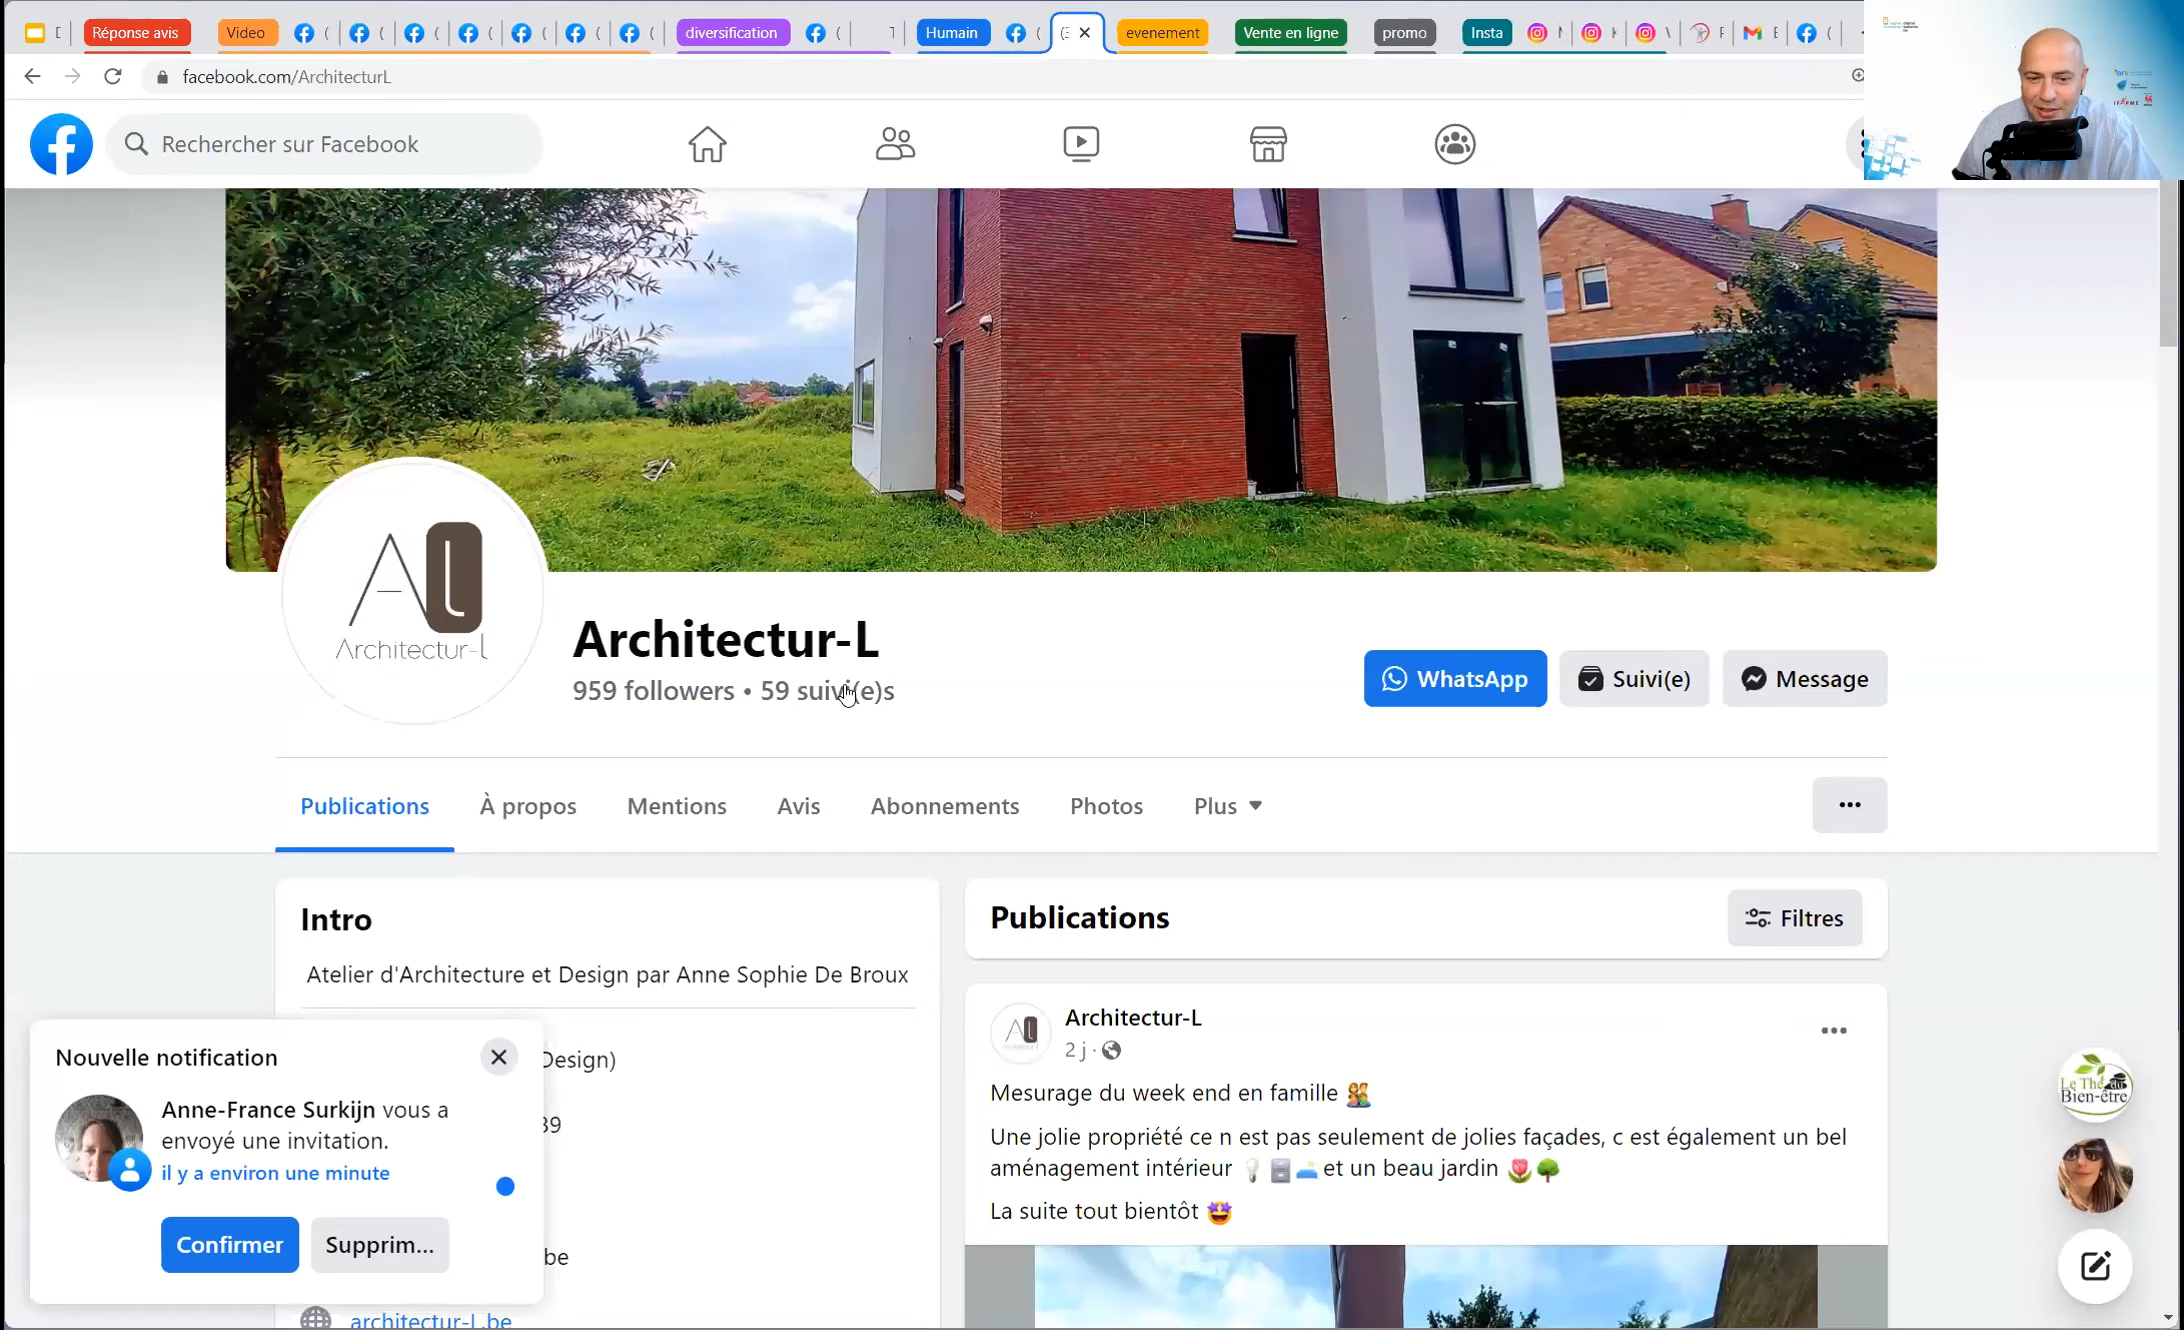 Réponse avis
Video
diversification
Humain
evenement
Vente en ligne
promo
Insta
facebook.com/ArchitecturL
Rechercher sur Facebook
IFAPME
Al
Architectur-l
Architectur-L
959 followers • 59 suivi(e)s
WhatsApp
Suivi(e)
Message
Publications
À propos
Mentions
Avis
Abonnements
Photos
Plus
Intro
Atelier d'Architecture et Design par Anne Sophie De Broux
Design)
39
be
architectur-l.be
Nouvelle notification
Anne-France Surkijn vous a
envoyé une invitation.
il y a environ une minute
Confirmer
Supprim...
Publications
Filtres
Architectur-L
2 j ·
Mesurage du week end en famille 👩‍👩‍👧‍👦
Une jolie propriété ce n est pas seulement de jolies façades, c est également un bel
aménagement intérieur 💡 🗄️ 🛋️ et un beau jardin 🌷🌳
La suite tout bientôt 🤩
Le Thé du
Bien-être